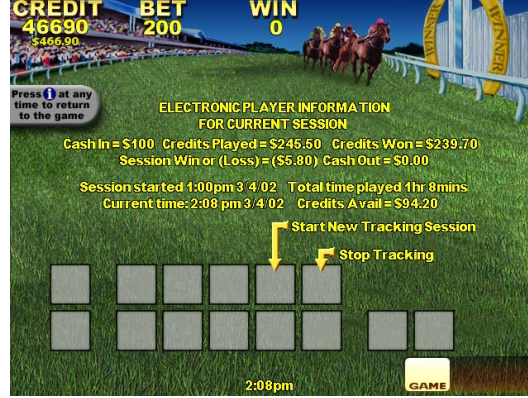 CREDIT BET WIN
46690 200 0
$466.90
WINNER
WINNER
Press i at any
time to return
to the game
ELECTRONIC PLAYER INFORMATION
FOR CURRENT SESSION
Cash In = $100 Credits Played = $245.50 Credits Won = $239.70
Session Win or (Loss) = ($5.80) Cash Out = $0.00
Session started 1:00pm 3/4/02 Total time played 1hr 8mins
Current time: 2:08 pm 3/4/02 Credits Avail = $94.20
Start New Tracking Session
Stop Tracking
GAME
2:08pm